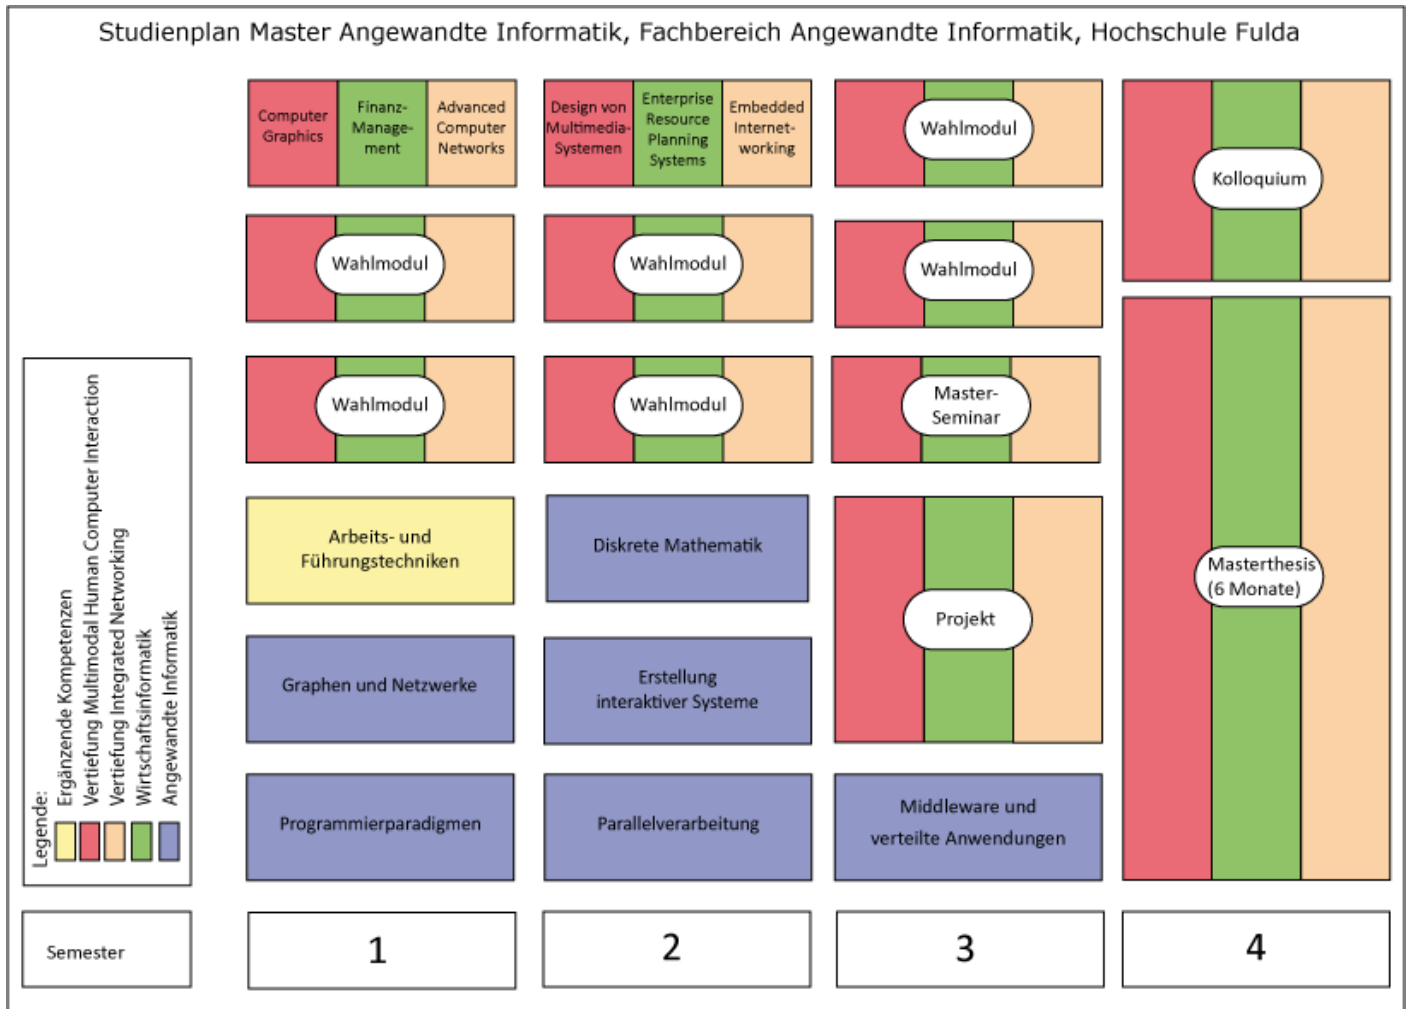 Studienplan Master Angewandte Informatik, Fachbereich Angewandte Informatik, Hochschule Fulda
Computer
Graphics
Finanz-
Manage-
ment
Advanced
Computer
Networks
Design von
Multimedia-
Systemen
Enterprise
Resource
Planning
Systems
Embedded
Internet-
working
Wahlmodul
Kolloquium
Wahlmodul
Wahlmodul
Wahlmodul
Wahlmodul
Wahlmodul
Master-
Seminar
Arbeits- und
Führungstechniken
Diskrete Mathematik
Projekt
Masterthesis
(6 Monate)
Graphen und Netzwerke
Erstellung
interaktiver Systeme
Programmierparadigmen
Parallelverarbeitung
Middleware und
verteilte Anwendungen
Legende:
Ergänzende Kompetenzen
Vertiefung Multimodal Human Computer Interaction
Vertiefung Integrated Networking
Wirtschaftsinformatik
Angewandte Informatik
Semester
1
2
3
4